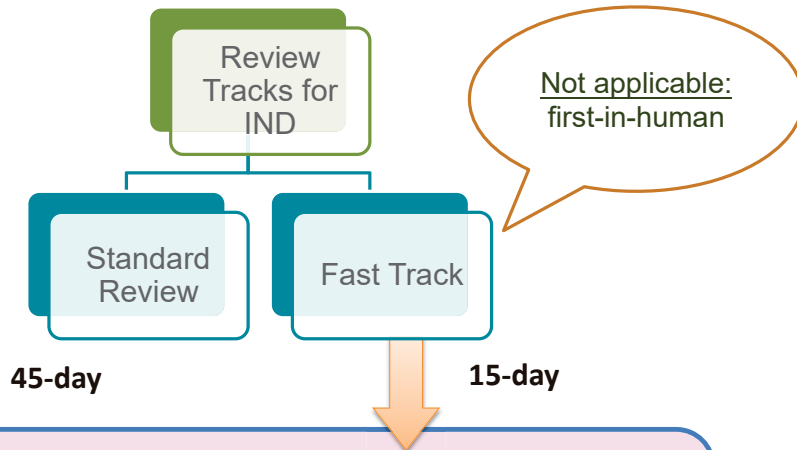 Review
Tracks for
IND
Not applicable:
first-in-human
Standard
Review
Fast Track
45-day
15-day